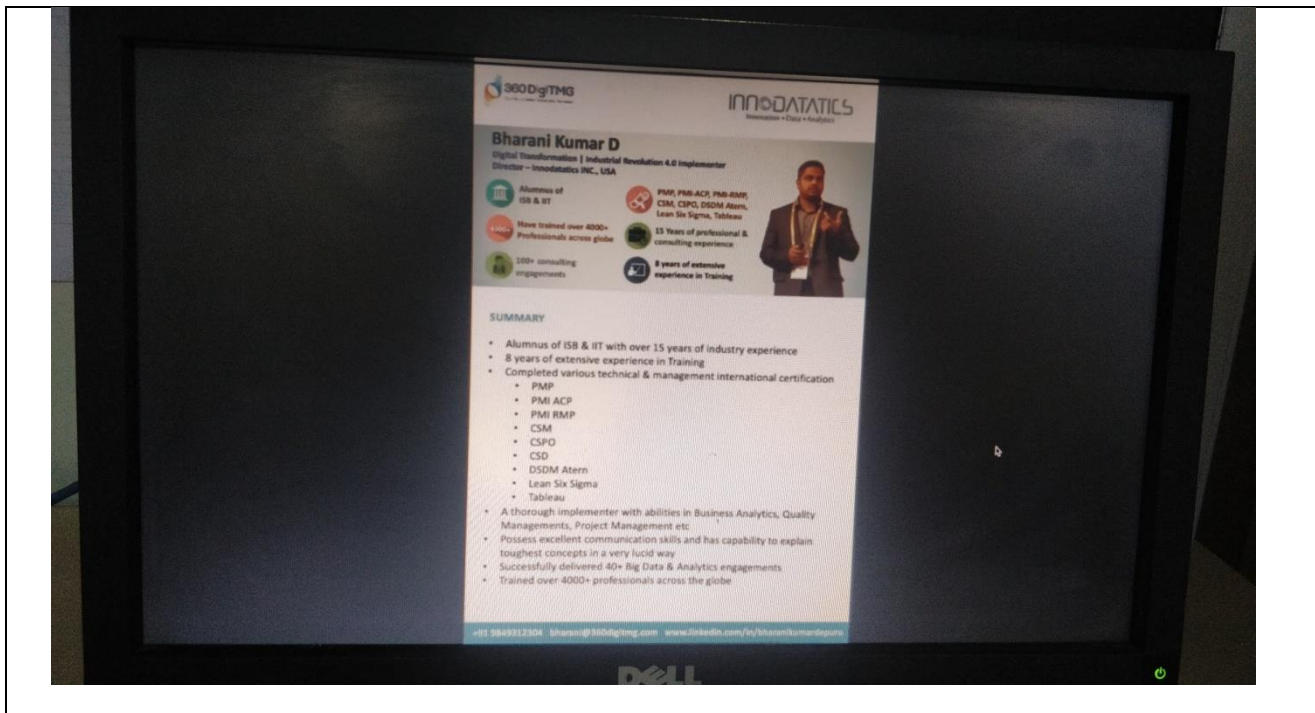 360DigiTMG
INNODATATICS
Innovation • Data • Analytics
Bharani Kumar D
Digital Transformation | Industrial Revolution 4.0 Implementer
Director – Innodatatics INC., USA
Alumnus of
ISB & IIT
PMP, PMI-ACP, PMI-RMP,
CSM, CSPO, DSDM Atern,
Lean Six Sigma, Tableau
4000+
Have trained over 4000+
Professionals across globe
15 Years of professional &
consulting experience
100+ consulting
engagements
8 years of extensive
experience in Training
SUMMARY
• Alumnus of ISB & IIT with over 15 years of industry experience
• 8 years of extensive experience in Training
• Completed various technical & management international certification
• PMP
• PMI ACP
• PMI RMP
• CSM
• CSPO
• CSD
• DSDM Atern
• Lean Six Sigma
• Tableau
• A thorough implementer with abilities in Business Analytics, Quality
Managements, Project Management etc
• Possess excellent communication skills and has capability to explain
toughest concepts in a very lucid way
• Successfully delivered 40+ Big Data & Analytics engagements
• Trained over 4000+ professionals across the globe
+91 9849312304 bharani@360digitmg.com www.linkedin.com/in/bharanikumardepuru
DELL